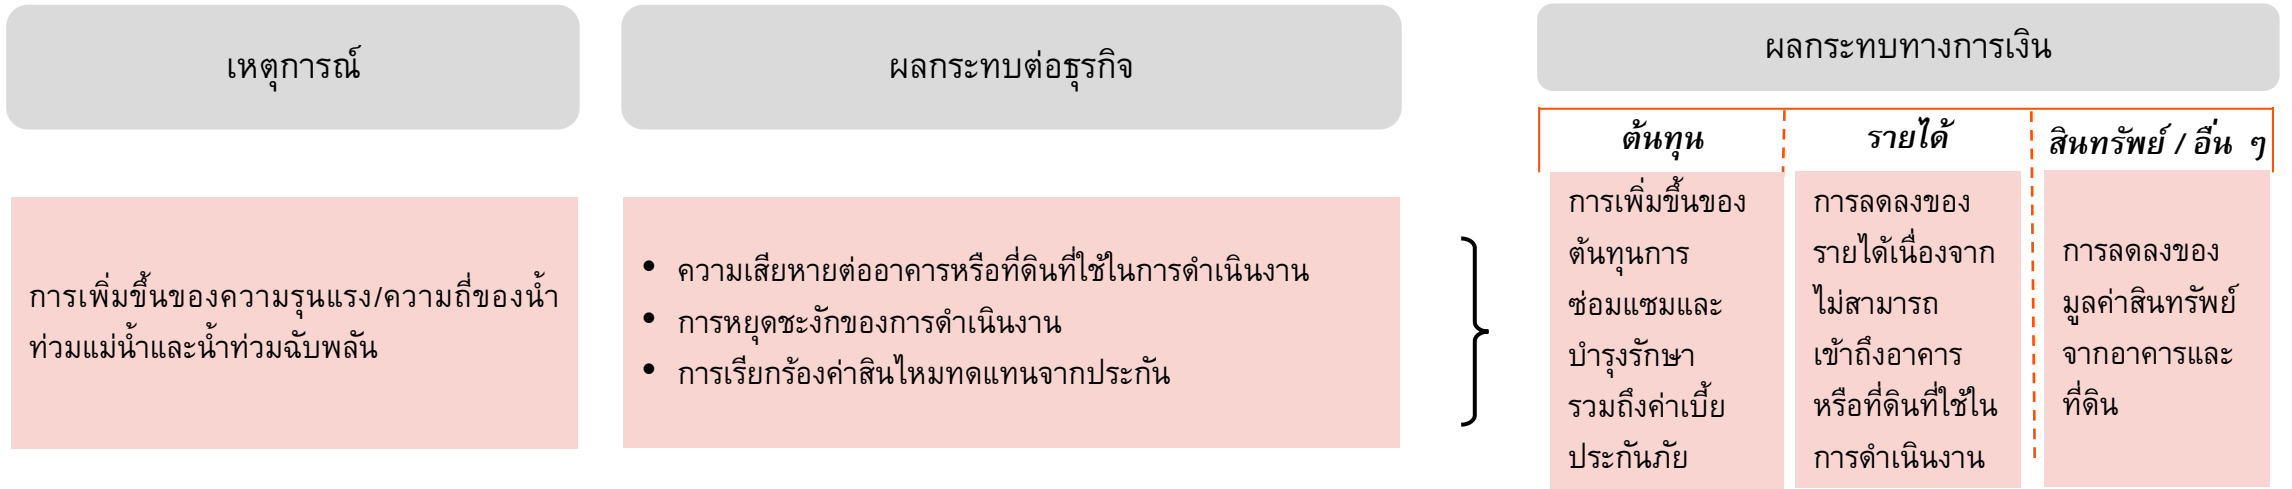 เหตุการณ์
ผลกระทบต่อธุรกิจ
ผลกระทบทางการเงิน
ต้นทุน
รายได้
สินทรัพย์ / อื่น ๆ
การเพิ่มขึ้นของความรุนแรง/ความถี่ของน้ำ
ท่วมแม่น้ำและน้ำท่วมฉับพลัน
• ความเสียหายต่ออาคารหรือที่ดินที่ใช้ในการดำเนินงาน
• การหยุดชะงักของการดำเนินงาน
• การเรียกร้องค่าสินไหมทดแทนจากประกัน
การเพิ่มขึ้นของ
ต้นทุนการ
ซ่อมแซมและ
บำรุงรักษา
รวมถึงค่าเบี้ย
ประกันภัย
การลดลงของ
รายได้เนื่องจาก
ไม่สามารถ
เข้าถึงอาคาร
หรือที่ดินที่ใช้ใน
การดำเนินงาน
การลดลงของ
มูลค่าสินทรัพย์
จากอาคารและ
ที่ดิน